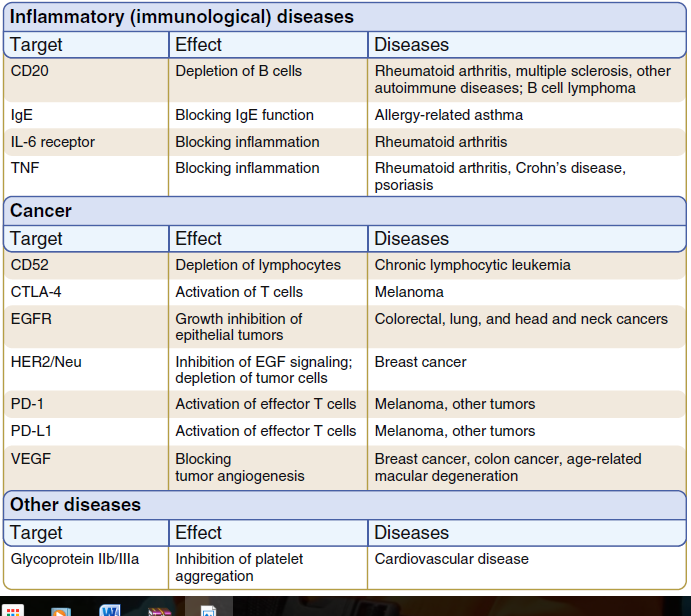 Inflammatory (immunological) diseases
Target Effect Diseases
CD20 Depletion of B cells Rheumatoid arthritis, multiple sclerosis, other
autoimmune diseases; B cell lymphoma
IgE Blocking IgE function Allergy-related asthma
IL-6 receptor Blocking inflammation Rheumatoid arthritis
TNF Blocking inflammation Rheumatoid arthritis, Crohn's disease,
psoriasis
Cancer
Target Effect Diseases
CD52 Depletion of lymphocytes Chronic lymphocytic leukemia
CTLA-4 Activation of T cells Melanoma
EGFR Growth inhibition of Colorectal, lung, and head and neck cancers
epithelial tumors
HER2/Neu Inhibition of EGF signaling; Breast cancer
depletion of tumor cells
PD-1 Activation of effector T cells Melanoma, other tumors
PD-L1 Activation of effector T cells Melanoma, other tumors
VEGF Blocking Breast cancer, colon cancer, age-related
tumor angiogenesis macular degeneration
Other diseases
Target Effect Diseases
Glycoprotein IIb/IIIa Inhibition of platelet Cardiovascular disease
aggregation
W